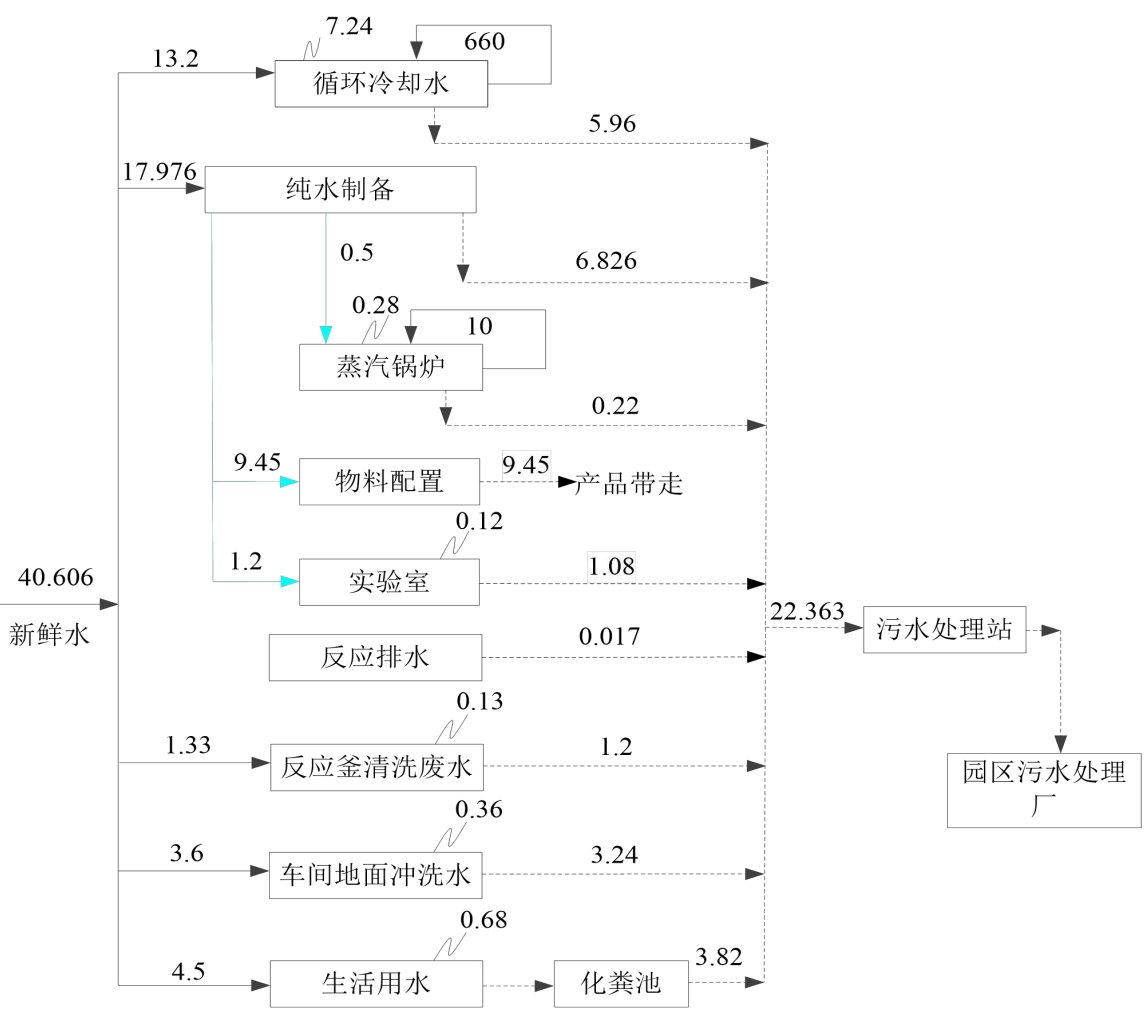 7.24
660
13.2
循环冷却水
5.96
17.976
纯水制备
0.5
6.826
0.28
10
蒸汽锅炉
0.22
9.45
物料配置
9.45
产品带走
0.12
1.2
实验室
1.08
40.606
新鲜水
反应排水
0.017
22.363
污水处理站
0.13
1.33
反应釜清洗废水
1.2
园区污水处理
厂
0.36
3.6
车间地面冲洗水
3.24
0.68
4.5
生活用水
化粪池
3.82